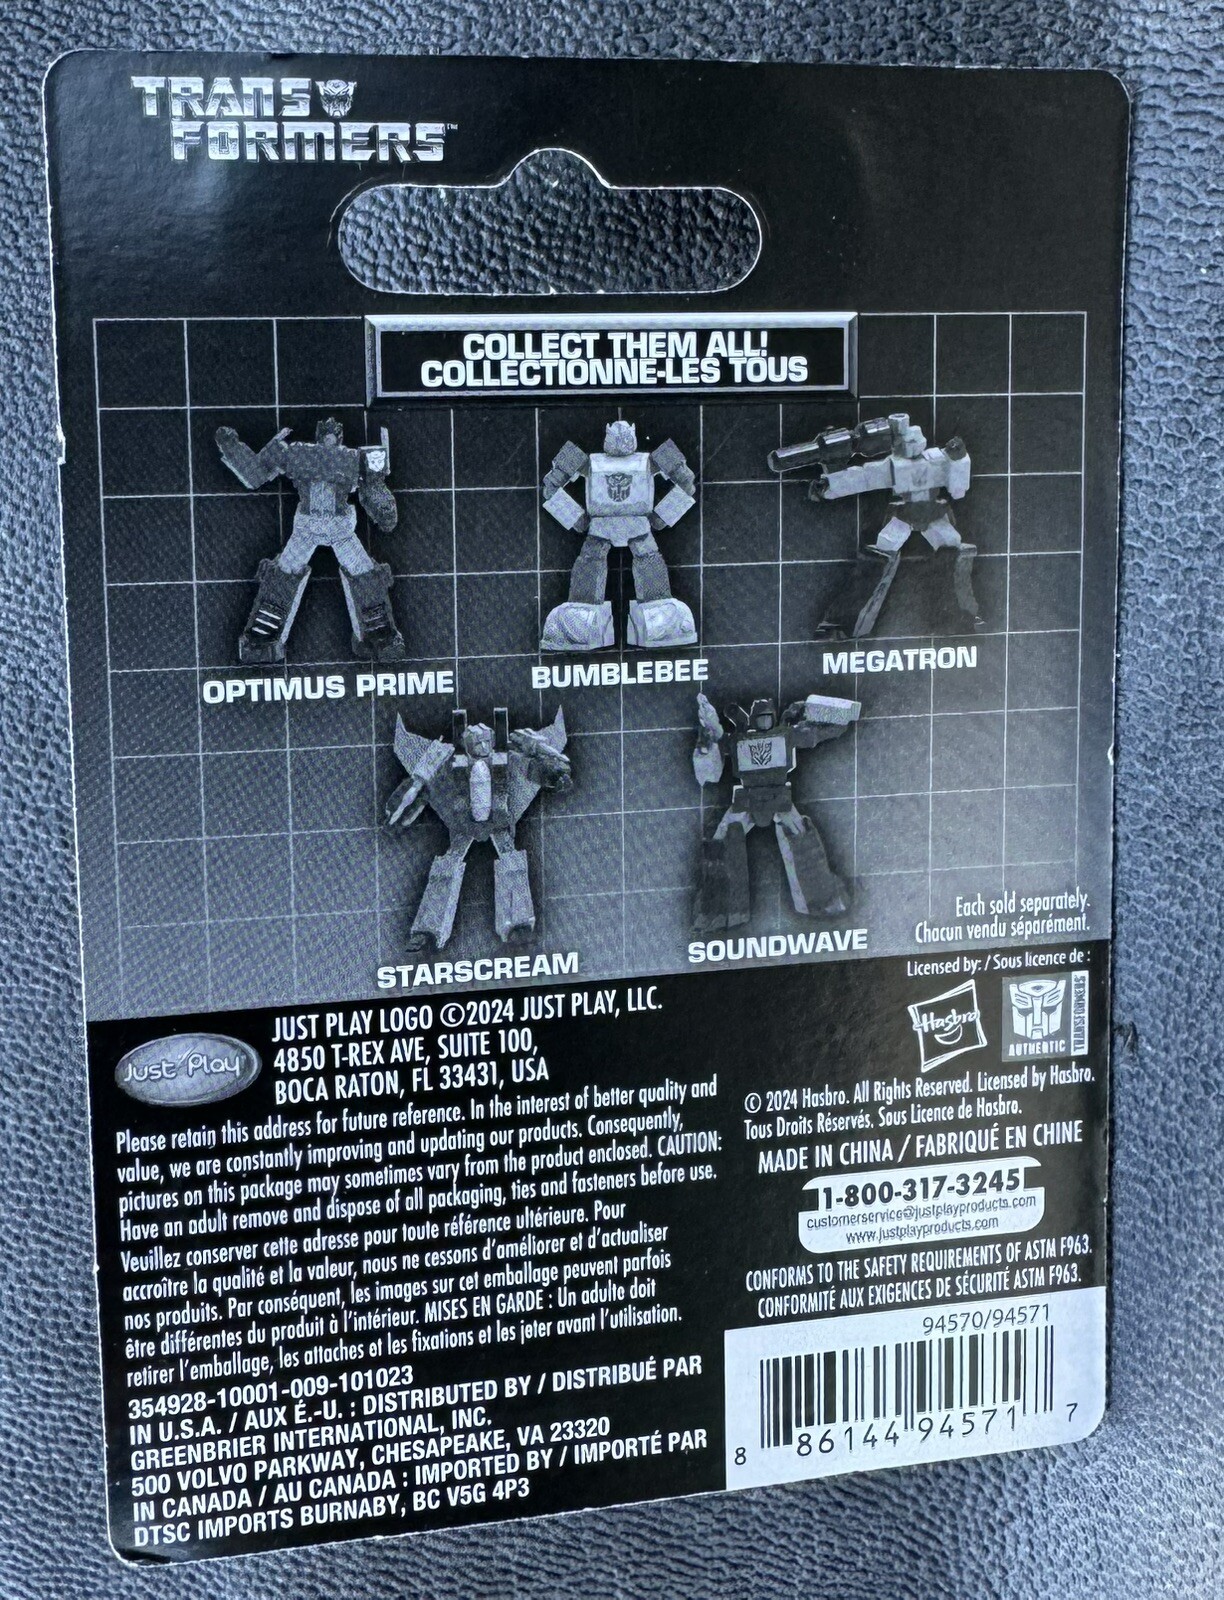 TRANS
FORMERS™
COLLECT THEM ALL!
COLLECTIONNE-LES TOUS
OPTIMUS PRIME
BUMBLEBEE
MEGATRON
STARSCREAM
SOUNDWAVE
Each sold separately.
Chacun vendu séparément.
Licensed by: / Sous licence de :
Hasbro
AUTHENTIC
TRANSFORMERS
Just Play
JUST PLAY LOGO ©2024 JUST PLAY, LLC.
4850 T-REX AVE, SUITE 100,
BOCA RATON, FL 33431, USA
Please retain this address for future reference. In the interest of better quality and
value, we are constantly improving and updating our products. Consequently,
pictures on this package may sometimes vary from the product enclosed. CAUTION:
Have an adult remove and dispose of all packaging, ties and fasteners before use.
Veuillez conserver cette adresse pour toute référence ultérieure. Pour
accroître la qualité et la valeur, nous ne cessons d'améliorer et d'actualiser
nos produits. Par conséquent, les images sur cet emballage peuvent parfois
être différentes du produit à l'intérieur. MISES EN GARDE : Un adulte doit
retirer l'emballage, les attaches et les fixations et les jeter avant l'utilisation.
354928-10001-009-101023
IN U.S.A. / AUX É.-U. : DISTRIBUTED BY / DISTRIBUÉ PAR
GREENBRIER INTERNATIONAL, INC.
500 VOLVO PARKWAY, CHESAPEAKE, VA 23320
IN CANADA / AU CANADA : IMPORTED BY / IMPORTÉ PAR
DTSC IMPORTS BURNABY, BC V5G 4P3
© 2024 Hasbro. All Rights Reserved. Licensed by Hasbro.
Tous Droits Réservés. Sous Licence de Hasbro.
MADE IN CHINA / FABRIQUÉ EN CHINE
1-800-317-3245
customerservice@justplayproducts.com
www.justplayproducts.com
CONFORMS TO THE SAFETY REQUIREMENTS OF ASTM F963.
CONFORMITÉ AUX EXIGENCES DE SÉCURITÉ ASTM F963.
94570/94571
8 86144 94571 7